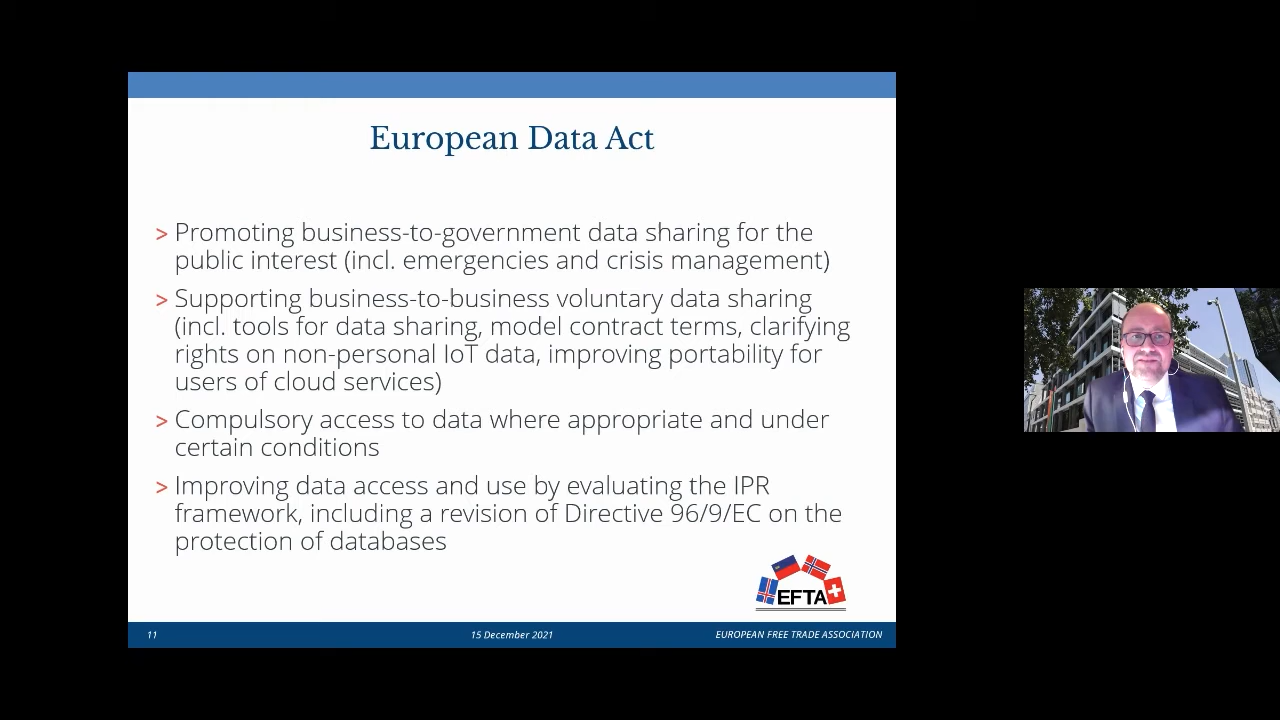 European Data Act
> Promoting business-to-government data sharing for the
public interest (incl. emergencies and crisis management)
> Supporting business-to-business voluntary data sharing
(incl. tools for data sharing, model contract terms, clarifying
rights on non-personal IoT data, improving portability for
users of cloud services)
> Compulsory access to data where appropriate and under
certain conditions
> Improving data access and use by evaluating the IPR
framework, including a revision of Directive 96/9/EC on the
protection of databases
EFTA
11 15 December 2021 EUROPEAN FREE TRADE ASSOCIATION